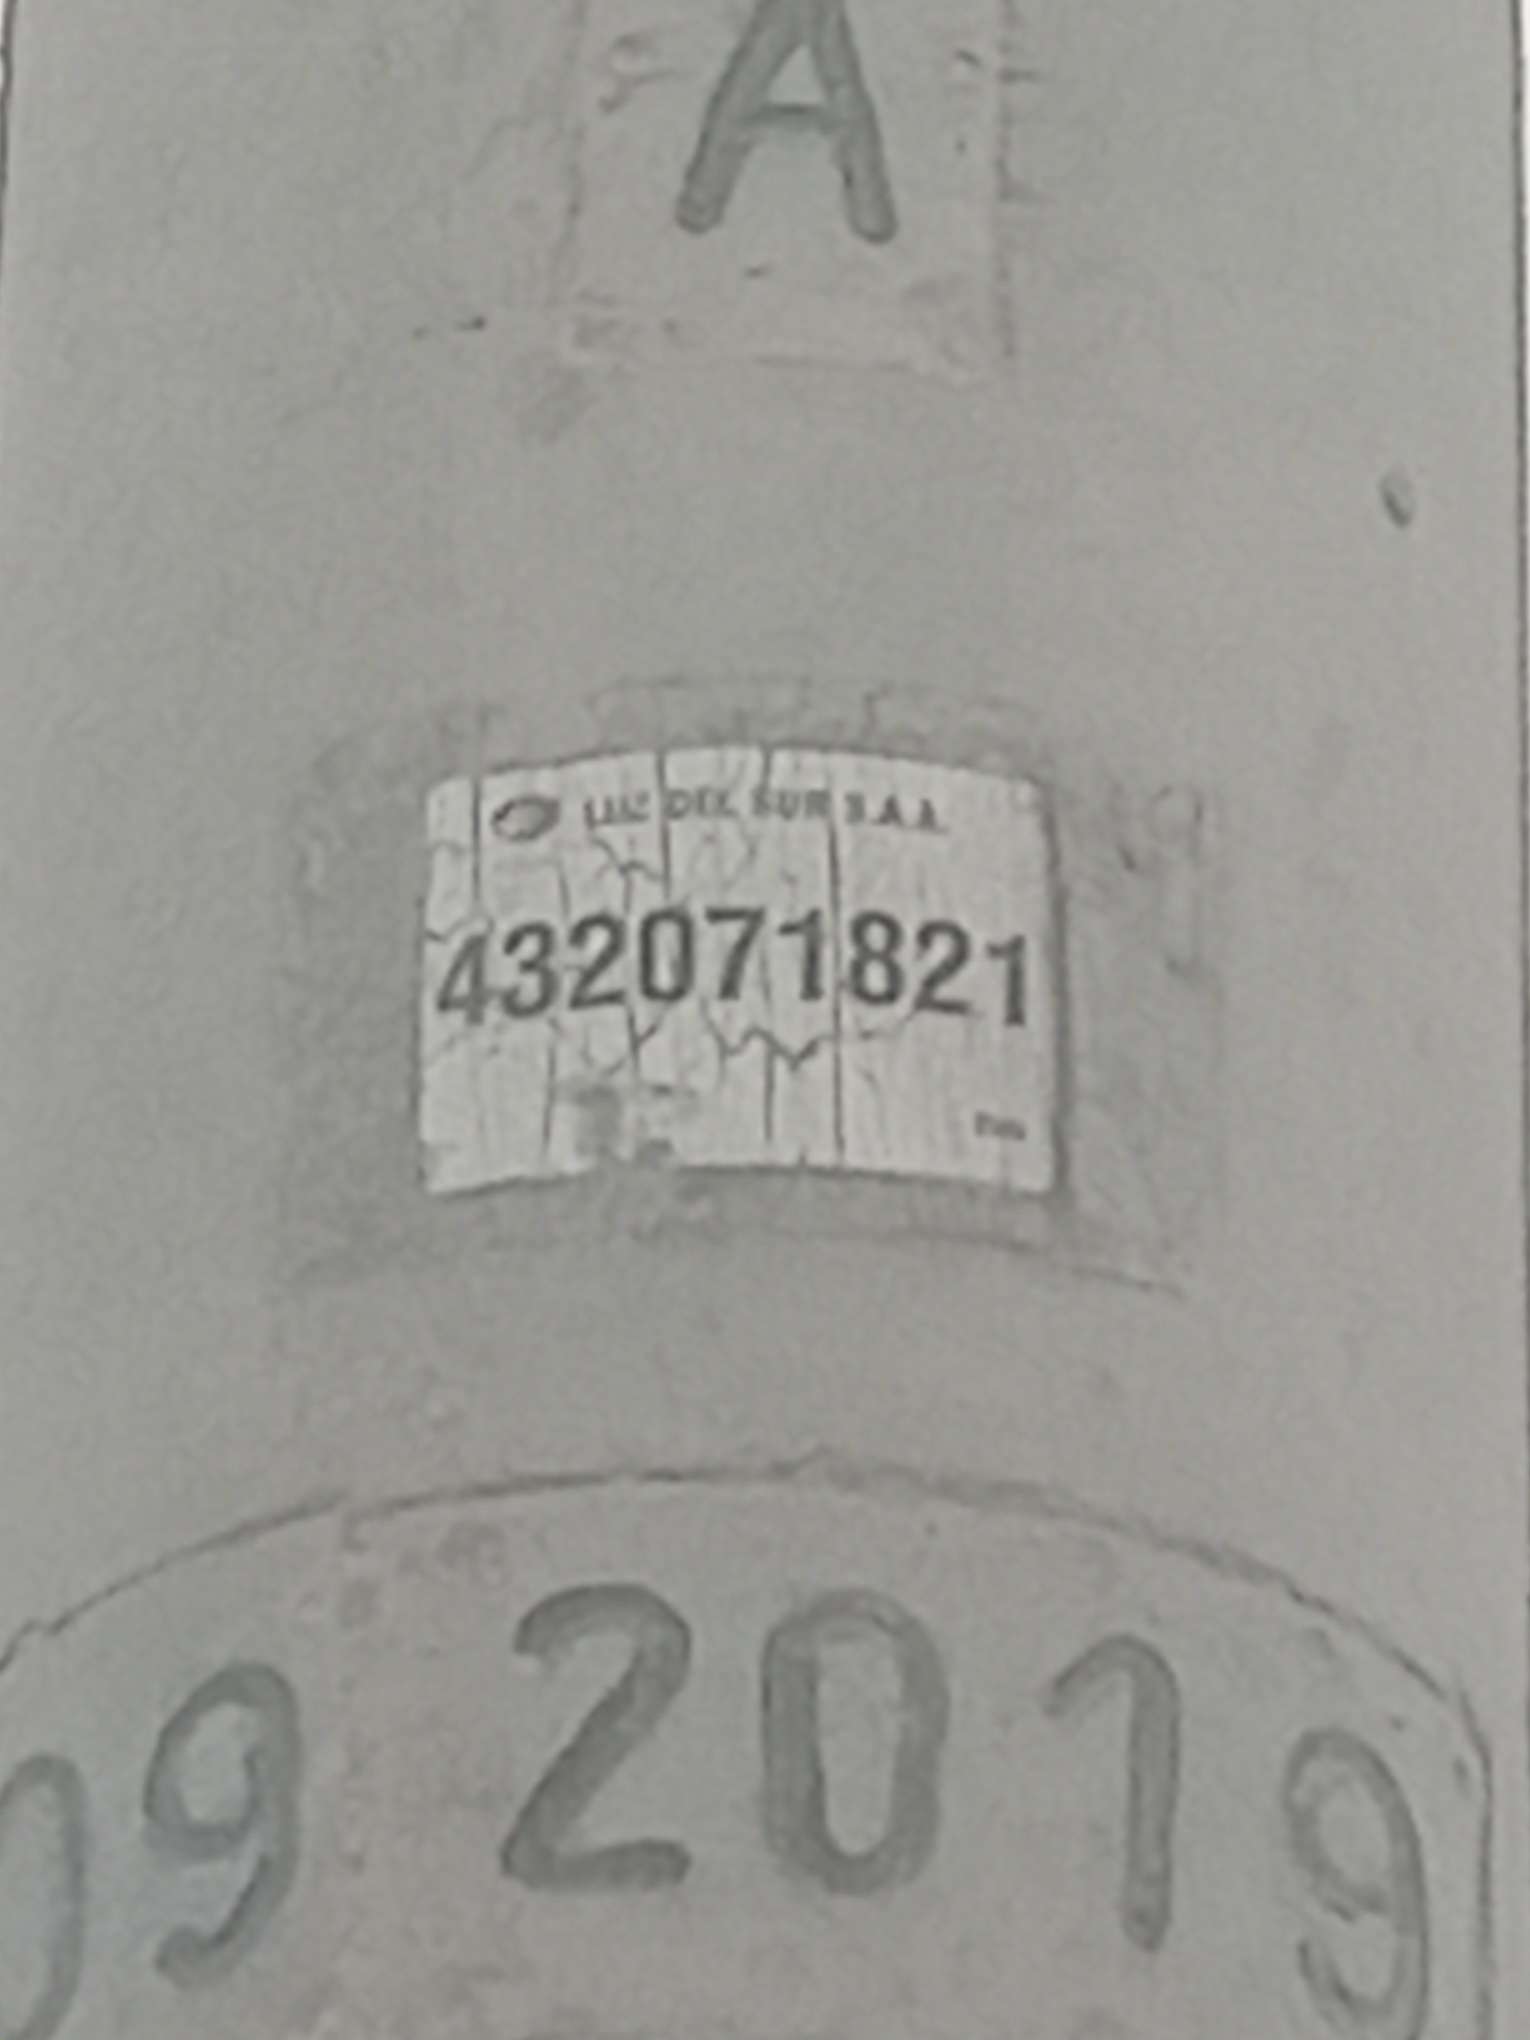 A
LUZ DEL SUR S.A.A.
432071821
09 2019